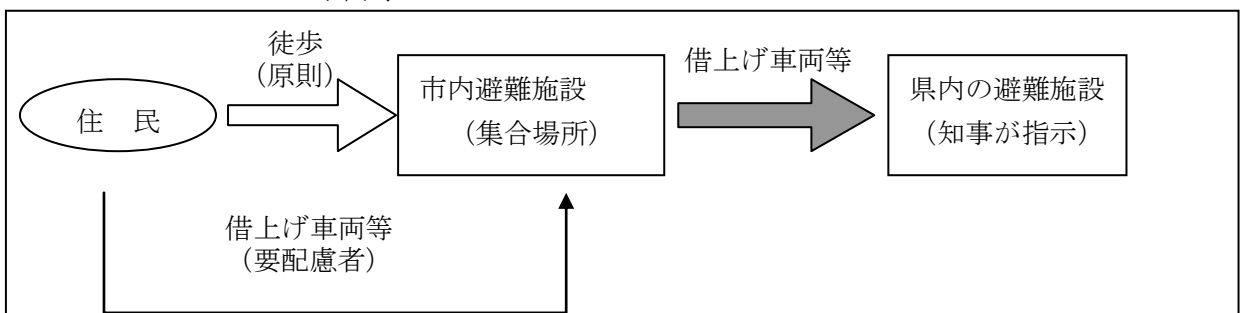 徒歩
(原則)
借上げ車両等
住 民
市内避難施設
(集合場所)
県内の避難施設
(知事が指示)
借上げ車両等
(要配慮者)